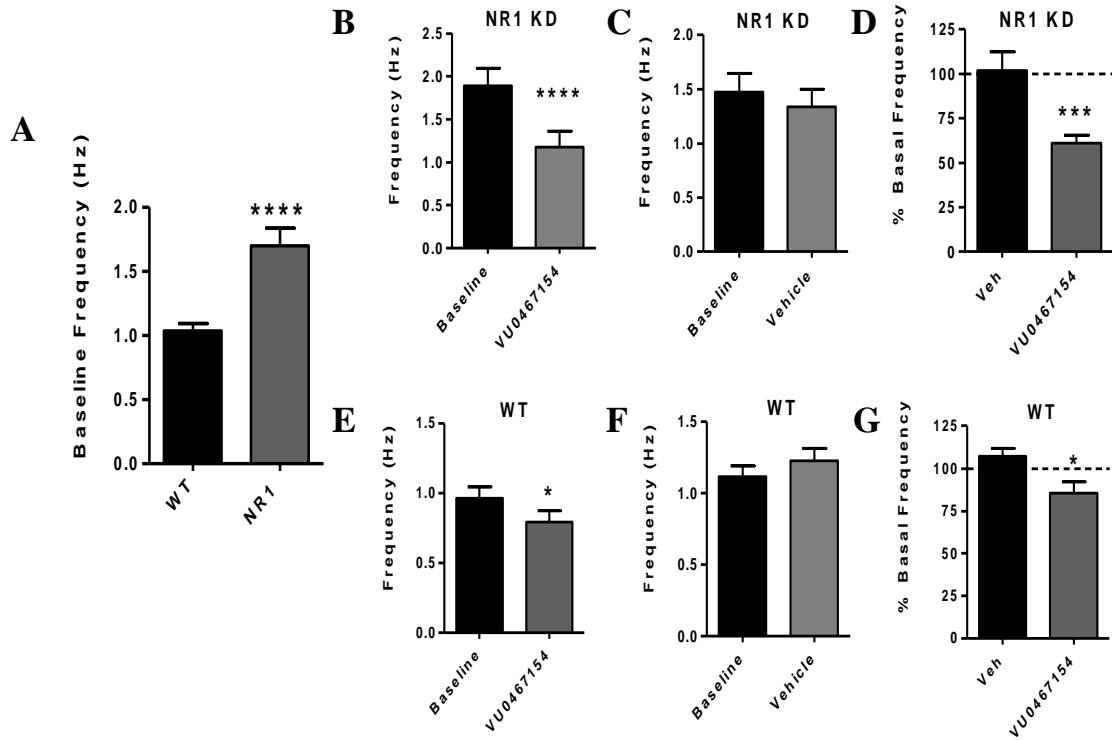 A
Baseline Frequency (Hz)
2.0
1.5
1.0
0.5
0.0
****
WT
NR1
B
NR1 KD
Frequency (Hz)
2.5
2.0
1.5
1.0
0.5
0.0
****
Baseline
VU0467154
C
NR1 KD
Frequency (Hz)
2.0
1.5
1.0
0.5
0.0
Baseline
Vehicle
D
NR1 KD
% Basal Frequency
125
100
75
50
25
0
***
Veh
VU0467154
E
WT
Frequency (Hz)
1.5
1.0
0.5
0.0
*
Baseline
VU0467154
F
WT
Frequency (Hz)
1.5
1.0
0.5
0.0
Baseline
Vehicle
G
WT
% Basal Frequency
125
100
75
50
25
0
*
Veh
VU0467154